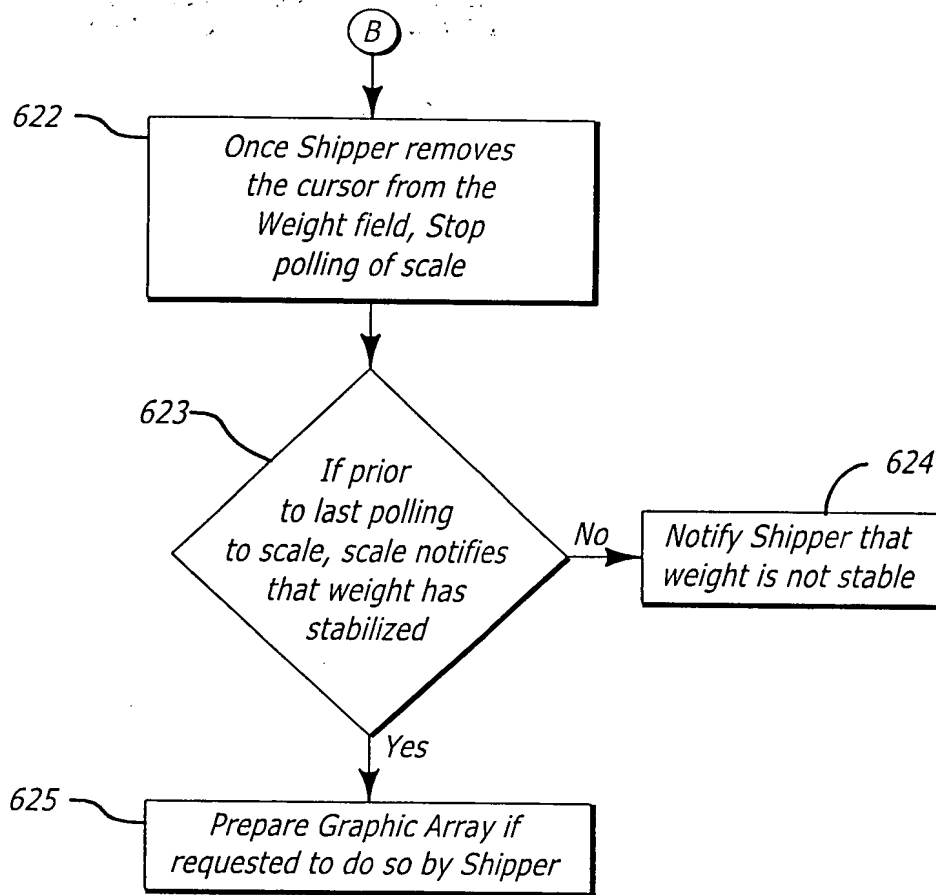 B
622
Once Shipper removes
the cursor from the
Weight field, Stop
polling of scale
623
If prior
to last polling
to scale, scale notifies
that weight has
stabilized
No
624
Notify Shipper that
weight is not stable
Yes
625
Prepare Graphic Array if
requested to do so by Shipper